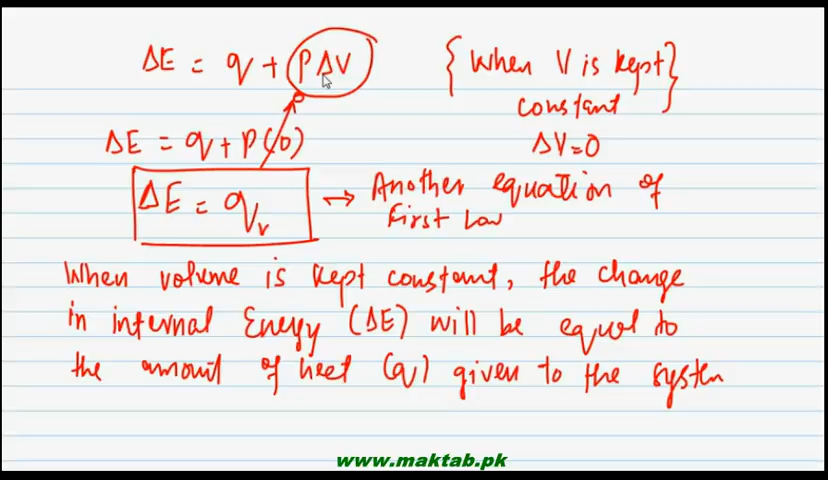 ΔE = q + PΔV {When V is kept
constant}
ΔE = q + P(0) ΔV=0
ΔE = qv ↔ Another equation of
First Law
When volume is kept constant, the change
in internal Energy (ΔE) will be equal to
the amount of heat (q) given to the system
www.maktab.pk